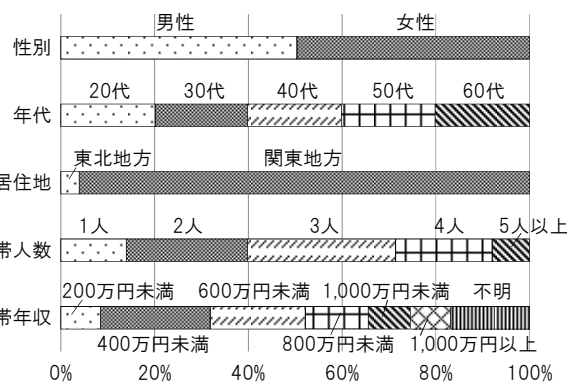 男性 女性
性別
20代 30代 40代 50代 60代
年代
東北地方 関東地方
居住地
1人 2人 3人 4人 5人以上
帯人数
200万円未満 600万円未満 1,000万円未満 不明
帯年収
400万円未満 800万円未満 1,000万円以上
0% 20% 40% 60% 80% 100%